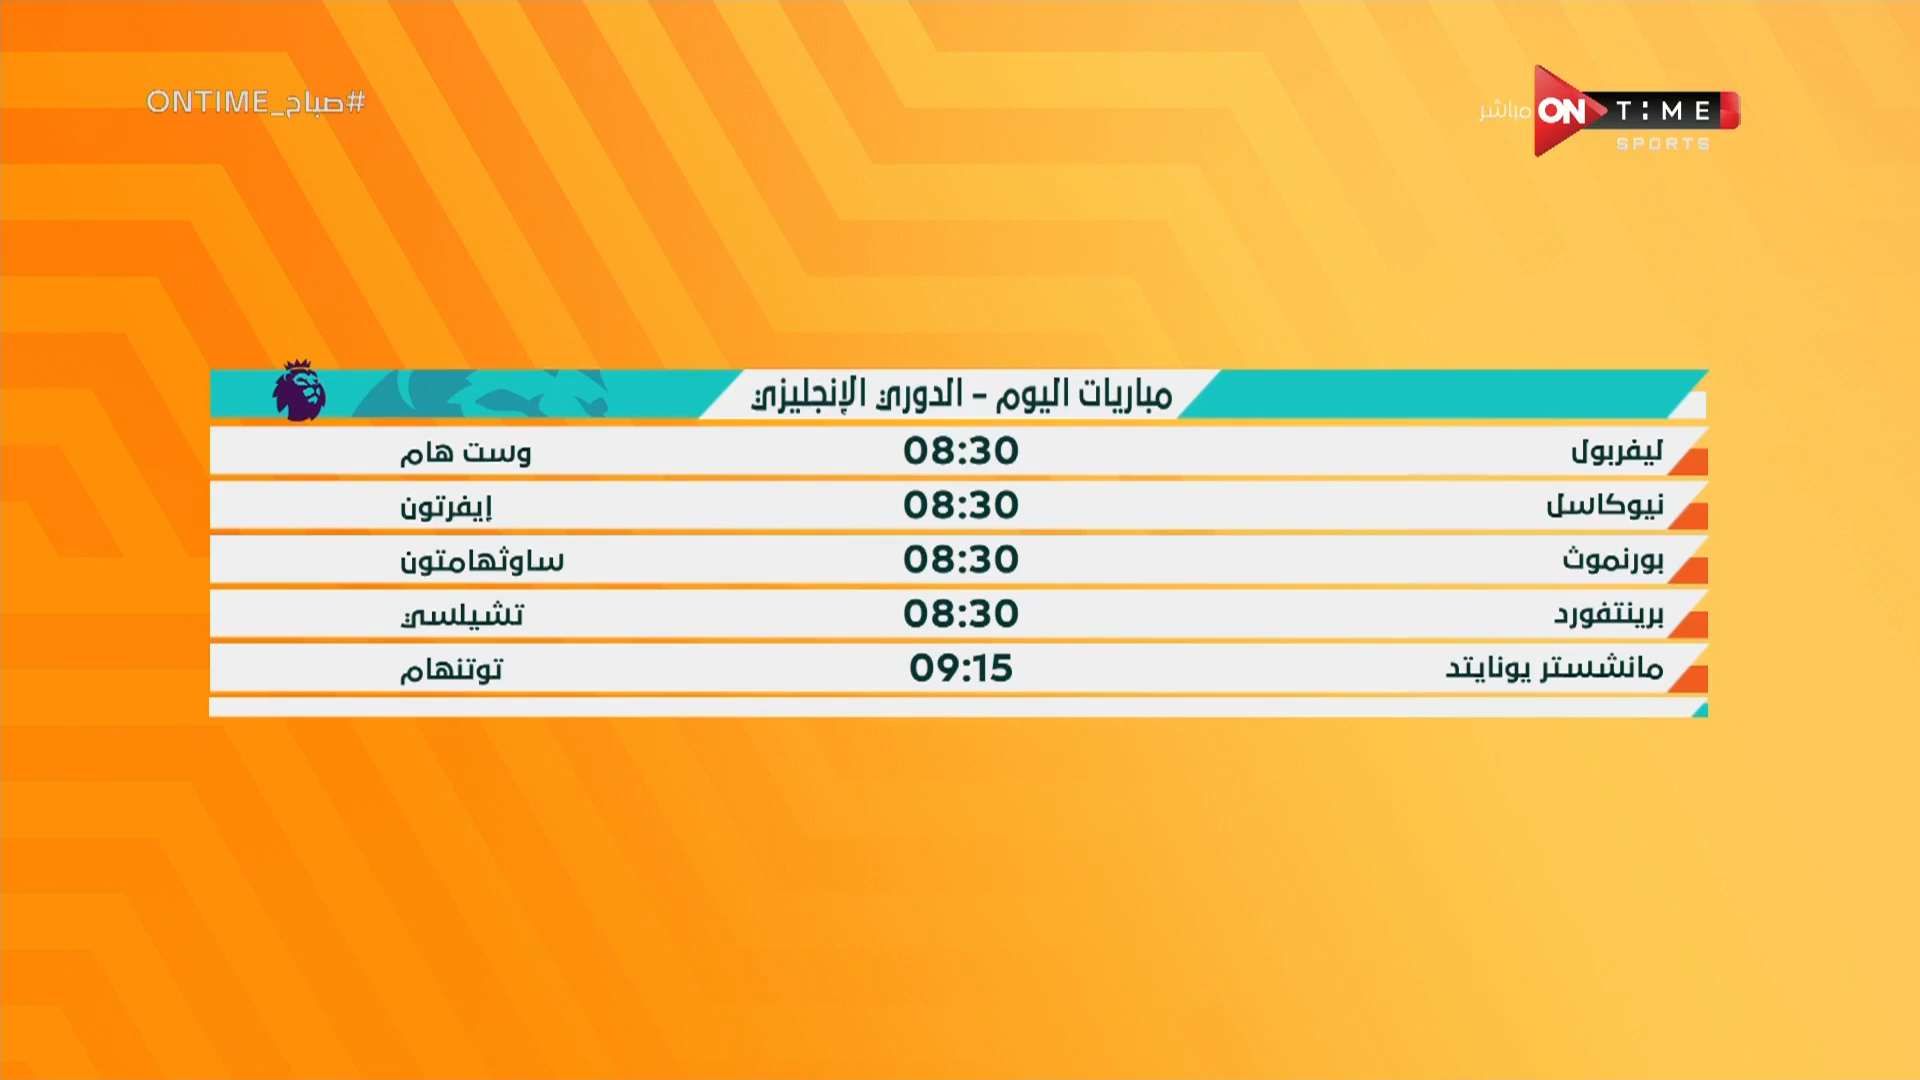 #صباح_ONTIME
مباشر ON TIME
SPORTS
مباريات اليوم - الدوري الإنجليزي
ليفربول 08:30 وست هام
نيوكاسل 08:30 إيفرتون
بورنموث 08:30 ساوثهامتون
برينتفورد 08:30 تشيلسي
مانشستر يونايتد 09:15 توتنهام